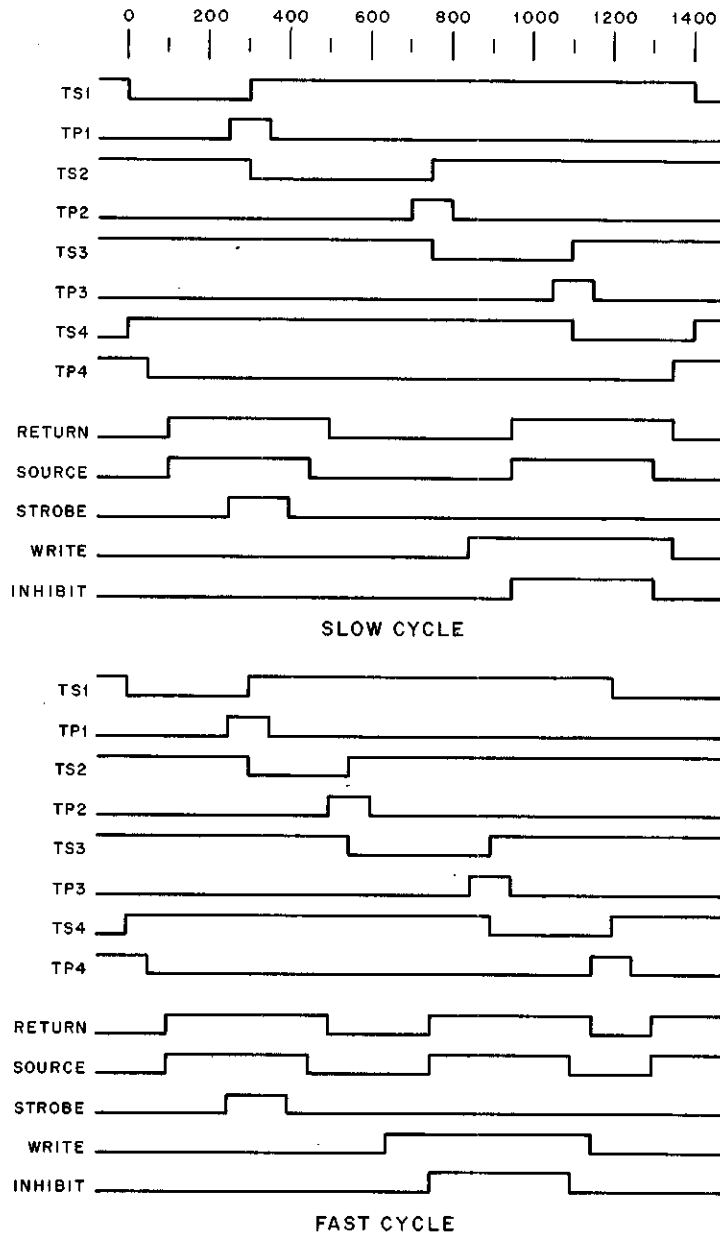 0 200 400 600 800 1000 1200 1400
TS1
TP1
TS2
TP2
TS3
TP3
TS4
TP4
RETURN
SOURCE
STROBE
WRITE
INHIBIT
SLOW CYCLE
TS1
TP1
TS2
TP2
TS3
TP3
TS4
TP4
RETURN
SOURCE
STROBE
WRITE
INHIBIT
FAST CYCLE